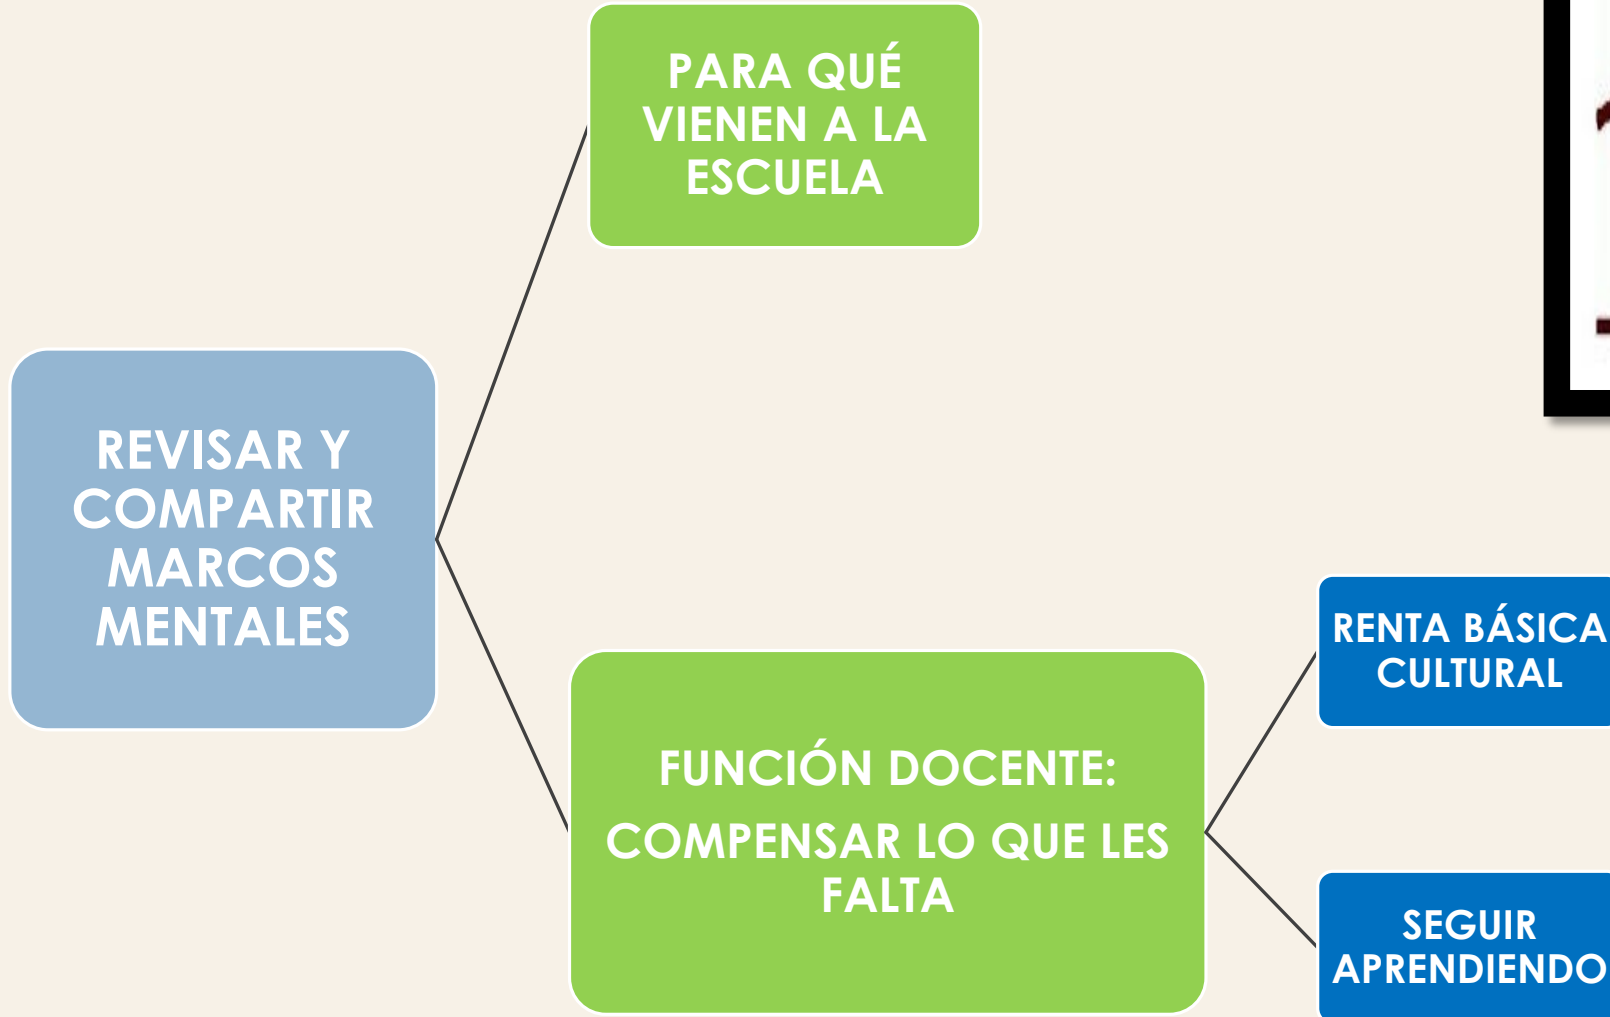 PARA QUÉ
VIENEN A LA
ESCUELA
REVISAR Y
COMPARTIR
MARCOS
MENTALES
FUNCIÓN DOCENTE:
COMPENSAR LO QUE LES
FALTA
RENTA BÁSICA
CULTURAL
SEGUIR
APRENDIENDO